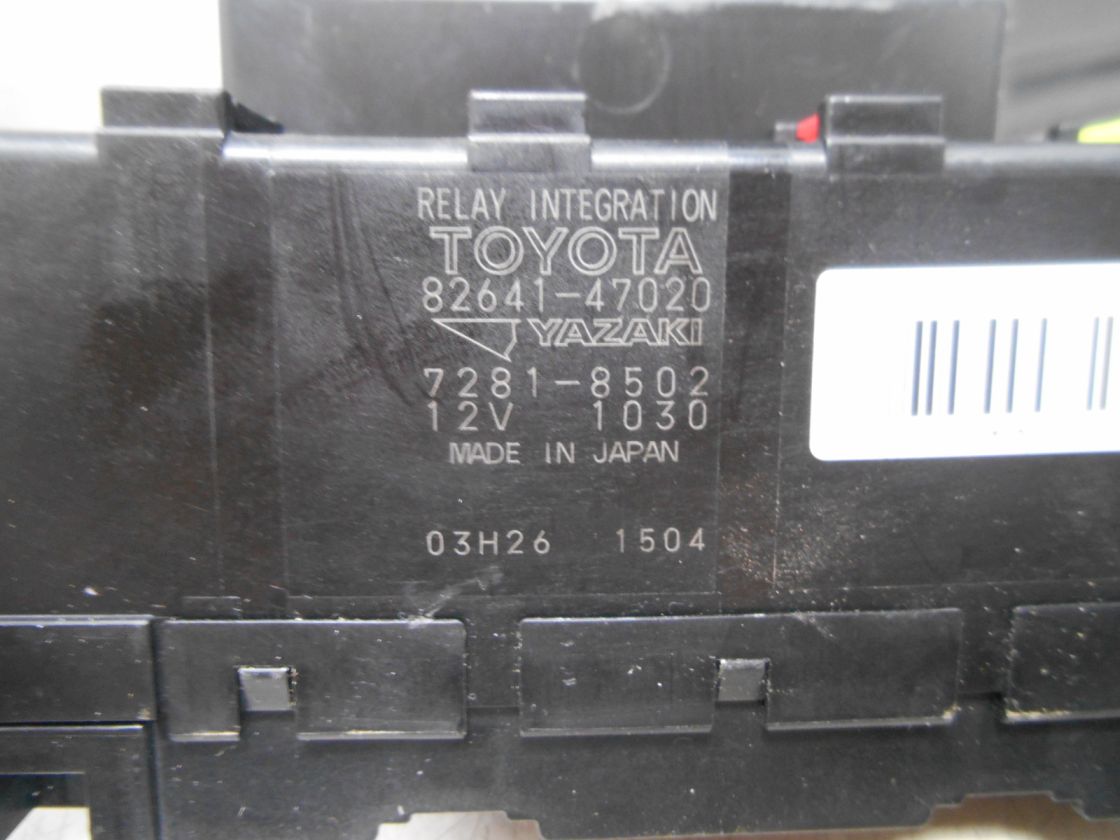 RELAY INTEGRATION
TOYOTA
82641-47020
YAZAKI
7281-8502
12V 1030
MADE IN JAPAN
03H26 1504